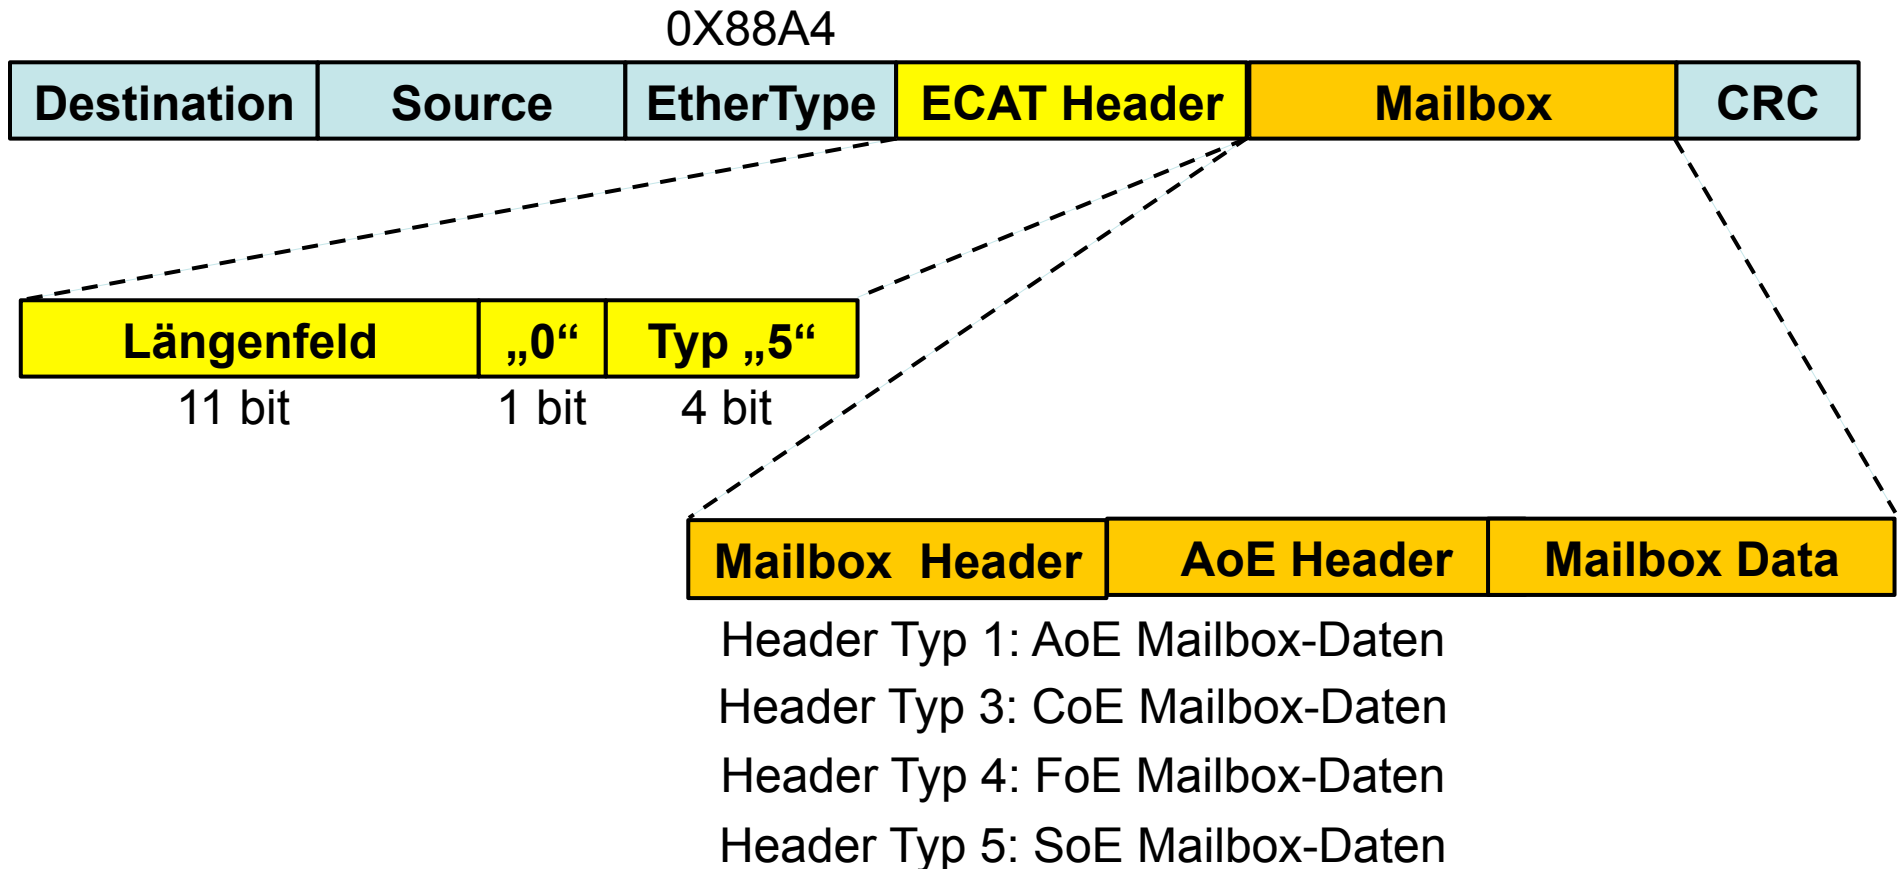 0X88A4
Destination Source EtherType ECAT Header Mailbox CRC
Längenfeld „0“ Typ „5“
11 bit 1 bit 4 bit
Mailbox Header AoE Header Mailbox Data
Header Typ 1: AoE Mailbox-Daten
Header Typ 3: CoE Mailbox-Daten
Header Typ 4: FoE Mailbox-Daten
Header Typ 5: SoE Mailbox-Daten